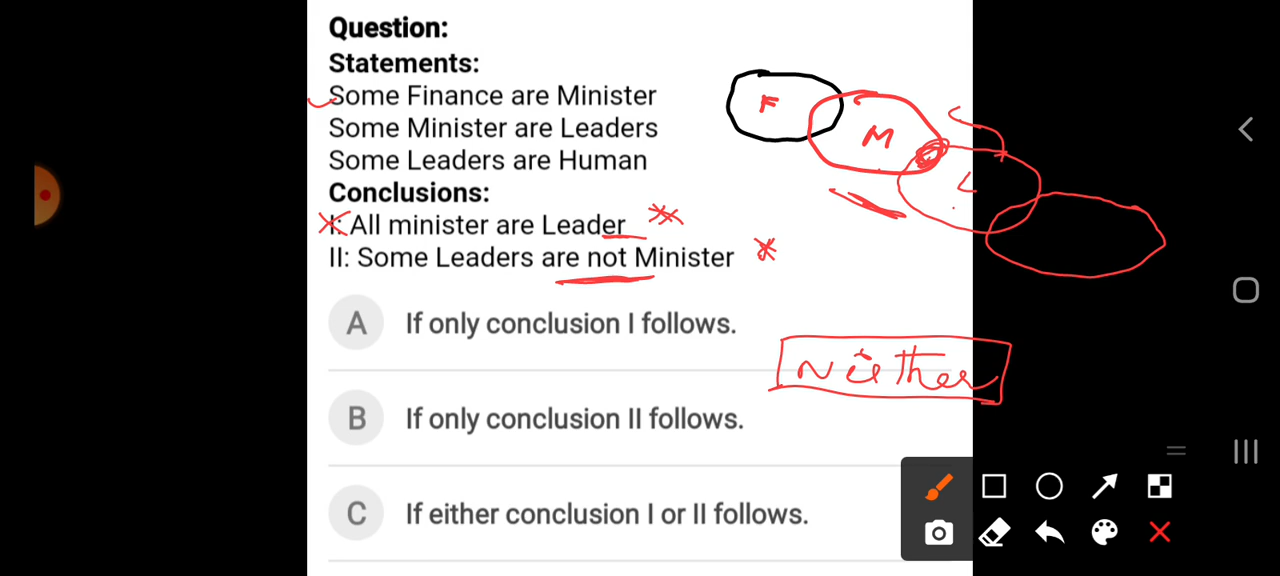 Question:
Statements:
Some Finance are Minister
Some Minister are Leaders
Some Leaders are Human
Conclusions:
I: All minister are Leader
II: Some Leaders are not Minister
F
M
L
A If only conclusion I follows.
Niether
B If only conclusion II follows.
C If either conclusion I or II follows.